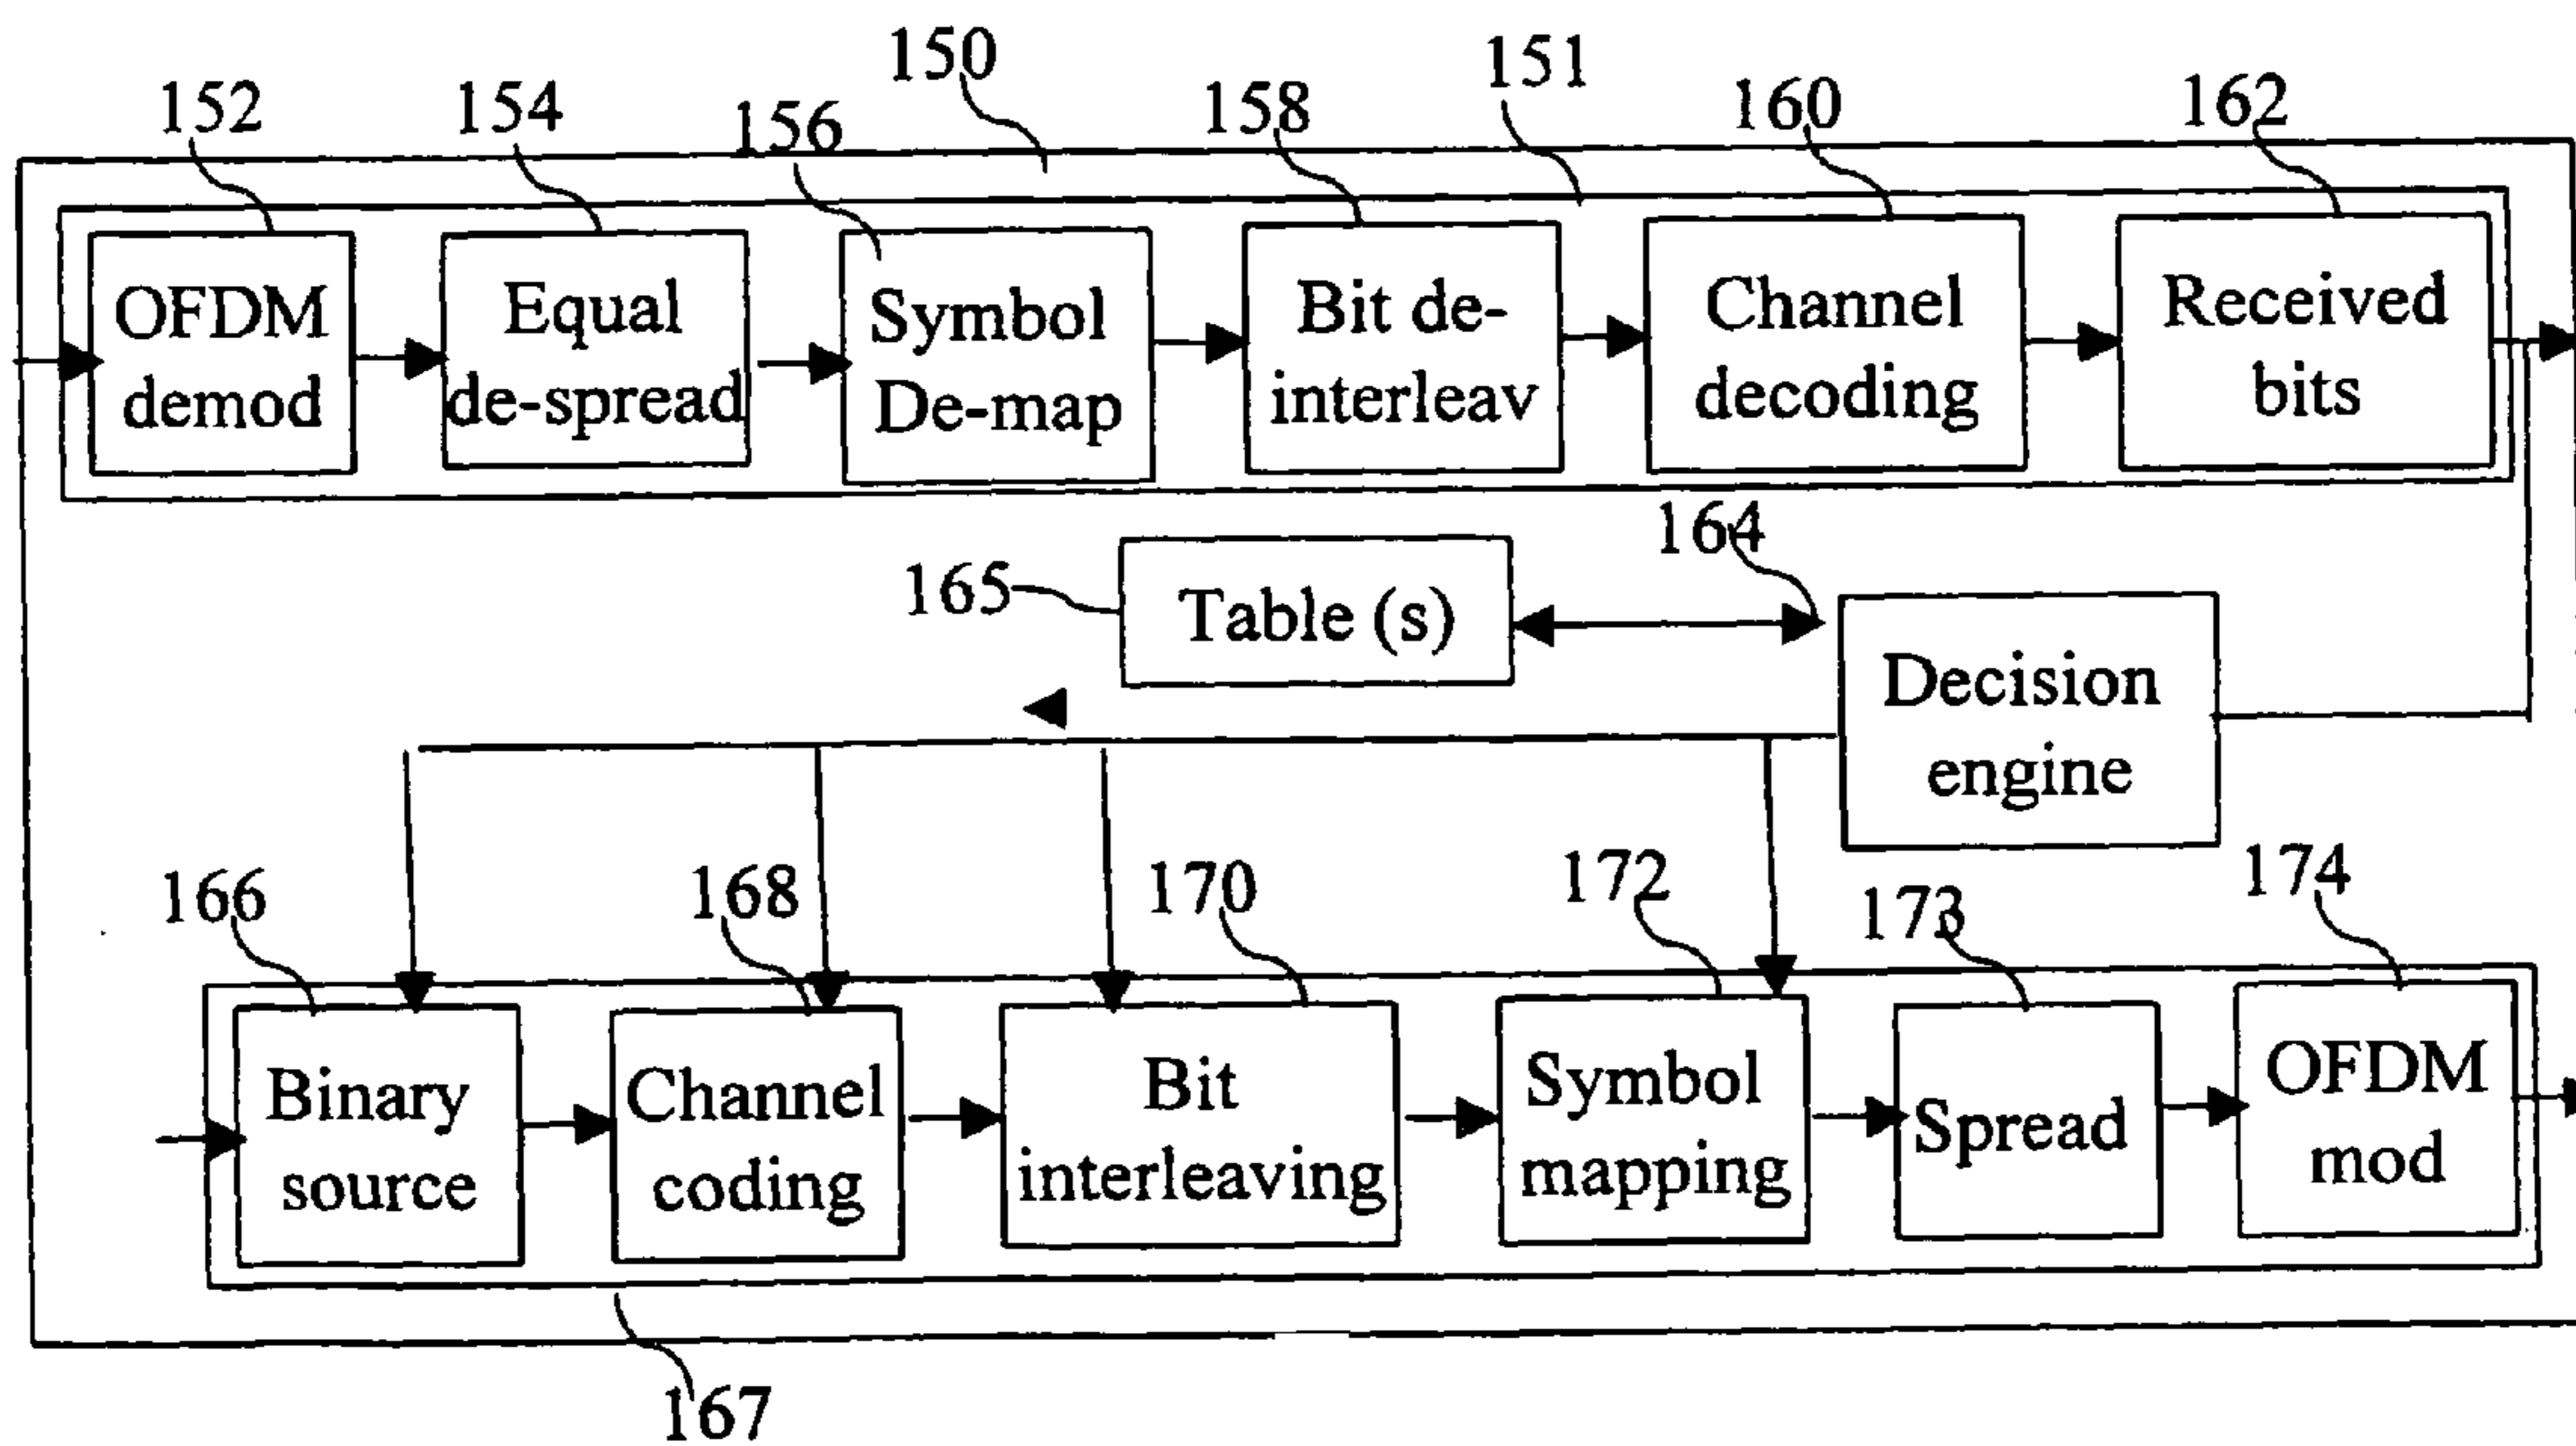 150
151
152
154
156
158
160
162
OFDM
demod
Equal
de-spread
Symbol
De-map
Bit de-
interleav
Channel
decoding
Received
bits
164
165
Table (s)
Decision
engine
166
168
170
172
173
174
Binary
source
Channel
coding
Bit
interleaving
Symbol
mapping
Spread
OFDM
mod
167